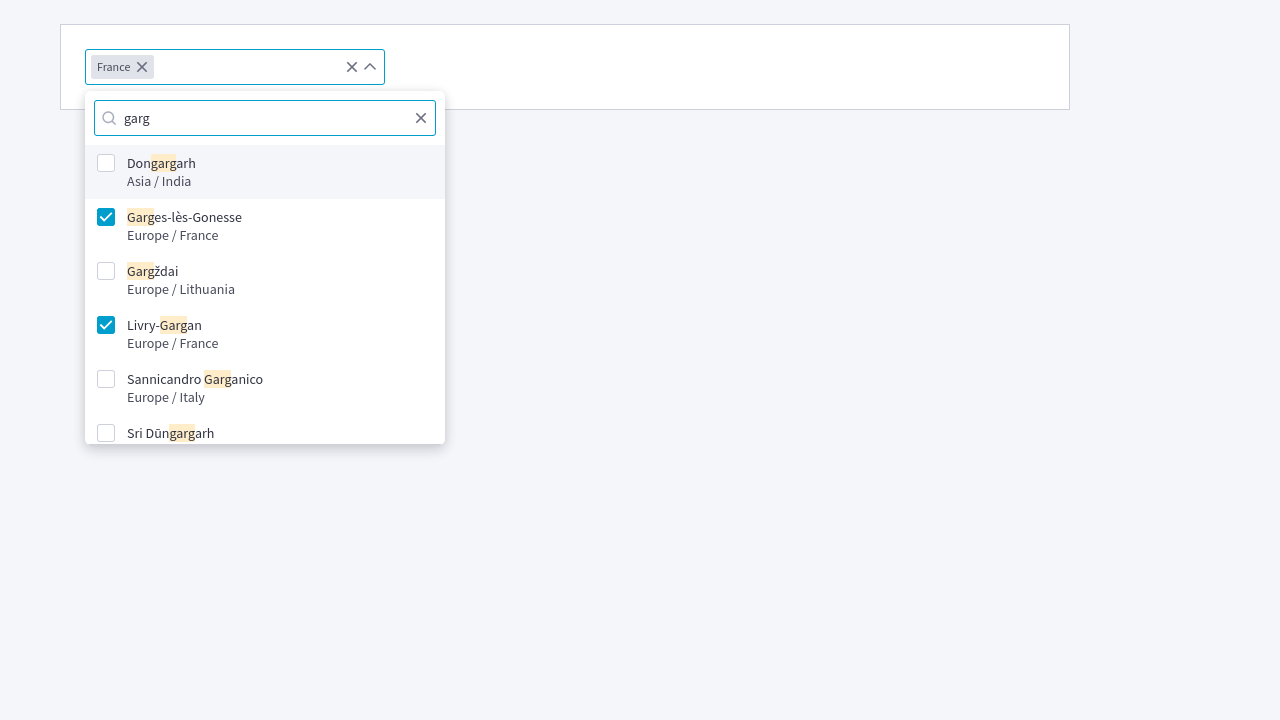 France
garg
Dongargarh
Asia / India
Garges-lès-Gonesse
Europe / France
Gargždai
Europe / Lithuania
Livry-Gargan
Europe / France
Sannicandro Garganico
Europe / Italy
Sri Dūngargarh